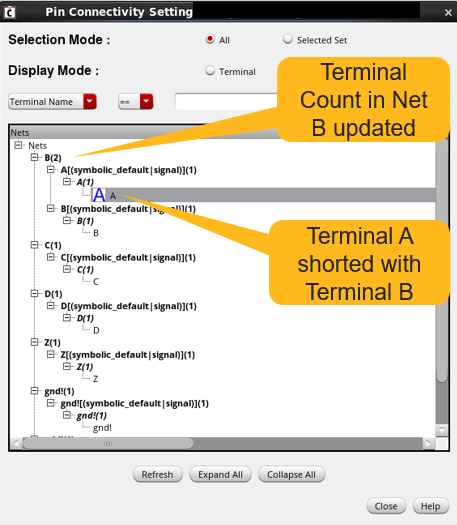 Pin Connectivity Setting
Selection Mode :
All
Selected Set
Display Mode :
Terminal
Terminal Name
==
Terminal
Count in Net
B updated
Nets
Nets
B(2)
A[(symbolic_default|signal)](1)
A(1)
A A
B[(symbolic_default|signal)](1)
B(1)
B
Terminal A
shorted with
Terminal B
C(1)
C[(symbolic_default|signal)](1)
C(1)
C
D(1)
D[(symbolic_default|signal)](1)
D(1)
D
Z(1)
Z[(symbolic_default|signal)](1)
Z(1)
Z
gnd!(1)
gnd![(symbolic_default|signal)](1)
gnd!(1)
gnd!
Refresh
Expand All
Collapse All
Close
Help